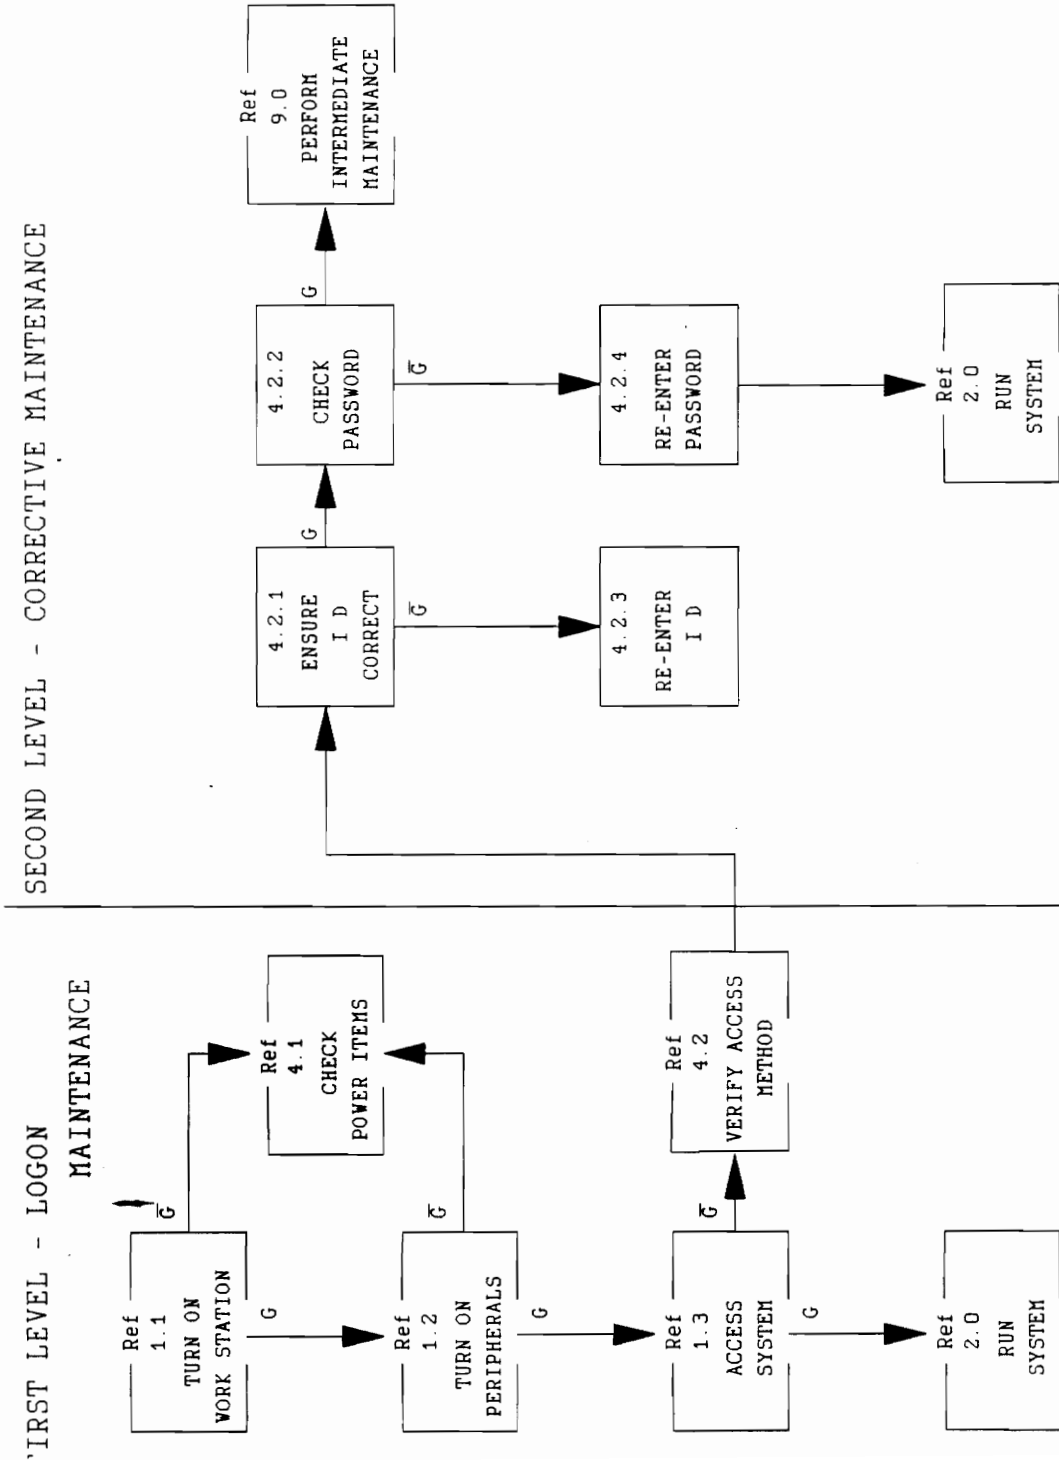 FIRST LEVEL - LOGON
MAINTENANCE
Ref
1.1
TURN ON
WORK STATION
G̅
G
Ref
4.1
CHECK
POWER ITEMS
Ref
1.2
TURN ON
PERIPHERALS
G̅
G
Ref
1.3
ACCESS
SYSTEM
G̅
G
Ref
4.2
VERIFY ACCESS
METHOD
Ref
2.0
RUN
SYSTEM
SECOND LEVEL - CORRECTIVE MAINTENANCE
4.2.1
ENSURE
I D
CORRECT
G
G̅
4.2.2
CHECK
PASSWORD
G
G̅
Ref
9.0
PERFORM
INTERMEDIATE
MAINTENANCE
4.2.3
RE-ENTER
I D
4.2.4
RE-ENTER
PASSWORD
Ref
2.0
RUN
SYSTEM